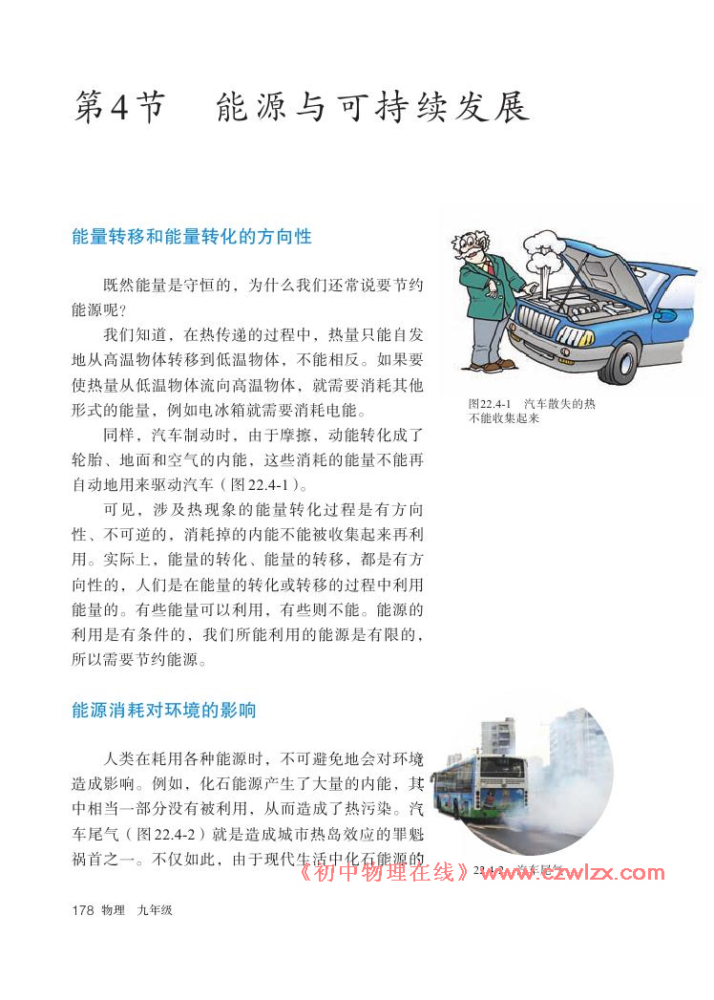 第4节 能源与可持续发展
能量转移和能量转化的方向性
既然能量是守恒的，为什么我们还常说要节约
能源呢？
我们知道，在热传递的过程中，热量只能自发
地从高温物体转移到低温物体，不能相反。如果要
使热量从低温物体流向高温物体，就需要消耗其他
形式的能量，例如电冰箱就需要消耗电能。
同样，汽车制动时，由于摩擦，动能转化成了
轮胎、地面和空气的内能，这些消耗的能量不能再
自动地用来驱动汽车（图22.4-1）。
可见，涉及热现象的能量转化过程是有方向
性、不可逆的，消耗掉的内能不能被收集起来再利
用。实际上，能量的转化、能量的转移，都是有方
向性的，人们是在能量的转化或转移的过程中利用
能量的。有些能量可以利用，有些则不能。能源的
利用是有条件的，我们所能利用的能源是有限的，
所以需要节约能源。
图22.4-1 汽车散失的热
不能收集起来
能源消耗对环境的影响
人类在耗用各种能源时，不可避免地会对环境
造成影响。例如，化石能源产生了大量的内能，其
中相当一部分没有被利用，从而造成了热污染。汽
车尾气（图22.4-2）就是造成城市热岛效应的罪魁
祸首之一。不仅如此，由于现代生活中化石能源的
22.4-2 汽车尾气
《初中物理在线》www.czwlzx.com
178 物理 九年级